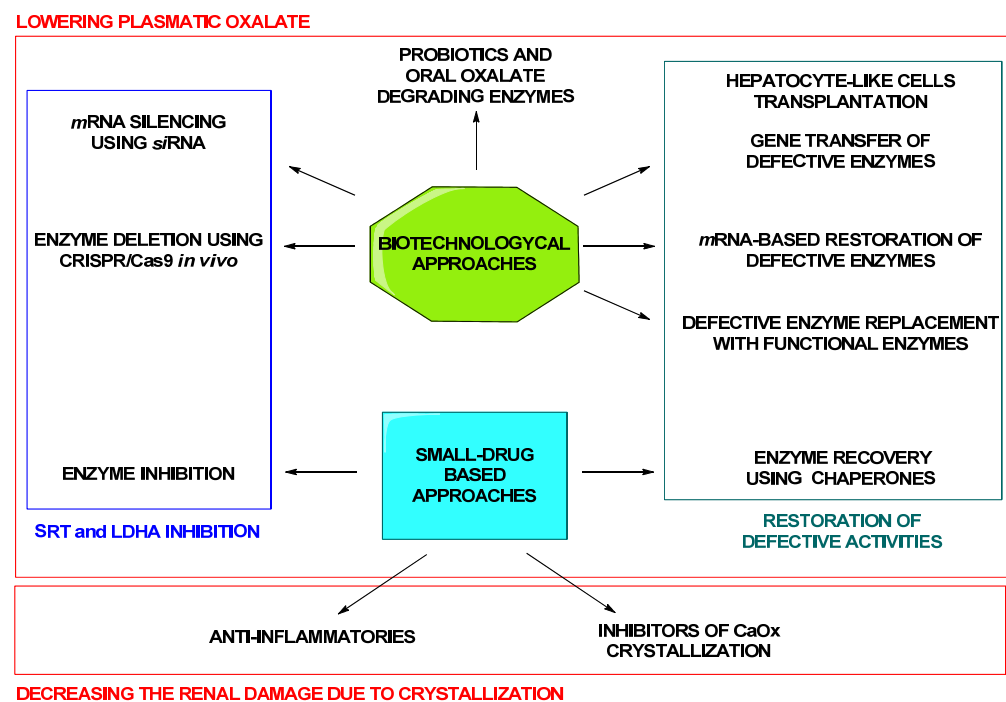 LOWERING PLASMATIC OXALATE
PROBIOTICS AND
ORAL OXALATE
DEGRADING ENZYMES
mRNA SILENCING
USING siRNA
ENZYME DELETION USING
CRISPR/Cas9 in vivo
ENZYME INHIBITION
SRT and LDHA INHIBITION
BIOTECHNOLOGYCAL
APPROACHES
SMALL-DRUG
BASED
APPROACHES
HEPATOCYTE-LIKE CELLS
TRANSPLANTATION
GENE TRANSFER OF
DEFECTIVE ENZYMES
mRNA-BASED RESTORATION OF
DEFECTIVE ENZYMES
DEFECTIVE ENZYME REPLACEMENT
WITH FUNCTIONAL ENZYMES
ENZYME RECOVERY
USING CHAPERONES
RESTORATION OF
DEFECTIVE ACTIVITIES
ANTI-INFLAMMATORIES
INHIBITORS OF CaOx
CRYSTALLIZATION
DECREASING THE RENAL DAMAGE DUE TO CRYSTALLIZATION